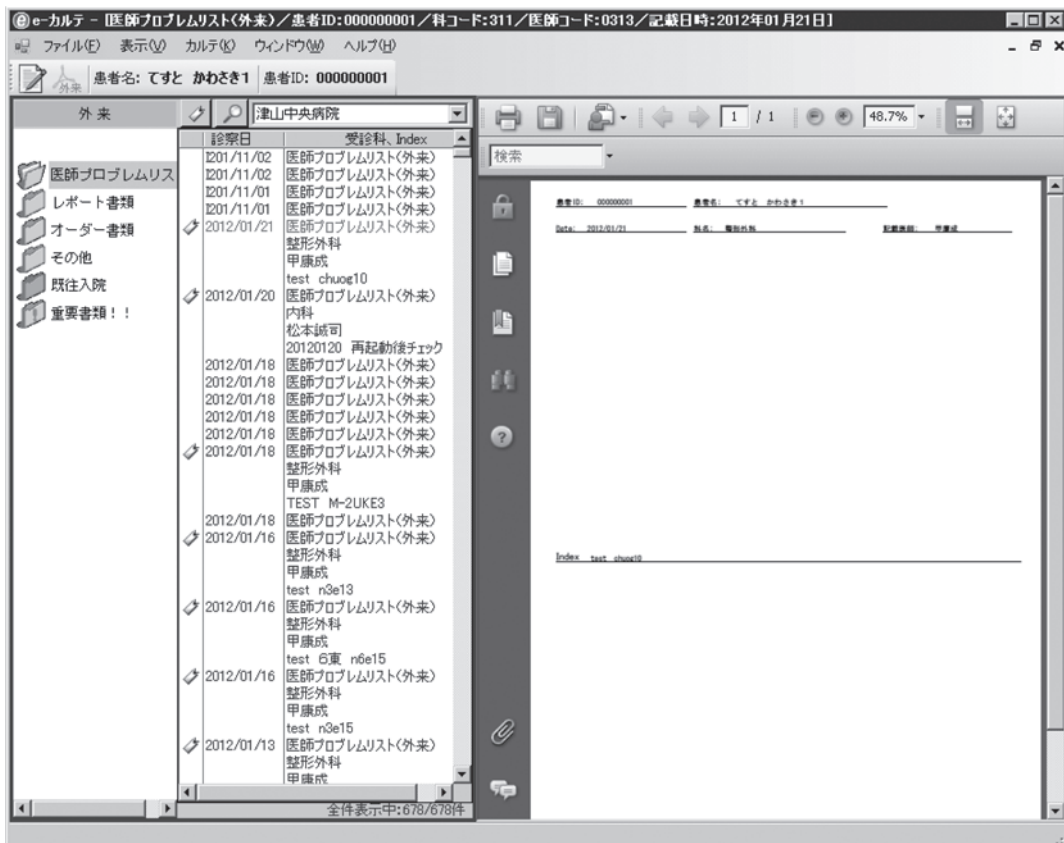 e-カルテ - [医師プロブレムリスト(外来)/患者ID:000000001/科コード:311/医師コード:0313/記載日時:2012年01月21日]
ファイル(F) 表示(V) カルテ(K) ウィンドウ(W) ヘルプ(H)
外来 患者名: てすと かわさき1 患者ID: 000000001
外来
津山中央病院
1 / 1
48.7%
検索
診察日 受診科、Index
医師プロブレムリス
レポート書類
オーダー書類
その他
既往入院
重要書類!!
I201/11/02 医師プロブレムリスト(外来)
I201/11/02 医師プロブレムリスト(外来)
I201/11/01 医師プロブレムリスト(外来)
I201/11/01 医師プロブレムリスト(外来)
2012/01/21 医師プロブレムリスト(外来)
整形外科
甲康成
test chuog10
2012/01/20 医師プロブレムリスト(外来)
内科
松本誠司
20120120 再起動後チェック
2012/01/18 医師プロブレムリスト(外来)
2012/01/18 医師プロブレムリスト(外来)
2012/01/18 医師プロブレムリスト(外来)
2012/01/18 医師プロブレムリスト(外来)
2012/01/18 医師プロブレムリスト(外来)
2012/01/18 医師プロブレムリスト(外来)
整形外科
甲康成
TEST M-2UKE3
2012/01/18 医師プロブレムリスト(外来)
2012/01/16 医師プロブレムリスト(外来)
整形外科
甲康成
test n3e13
2012/01/16 医師プロブレムリスト(外来)
整形外科
甲康成
test 6東 n6e15
2012/01/16 医師プロブレムリスト(外来)
整形外科
甲康成
test n3e15
2012/01/13 医師プロブレムリスト(外来)
整形外科
甲康成
全件表示中:678/678件
患者ID: 000000001 患者名: てすと かわさき1
Date: 2012/01/21 科名: 整形外科 記載医師: 甲康成
Index test chuog10